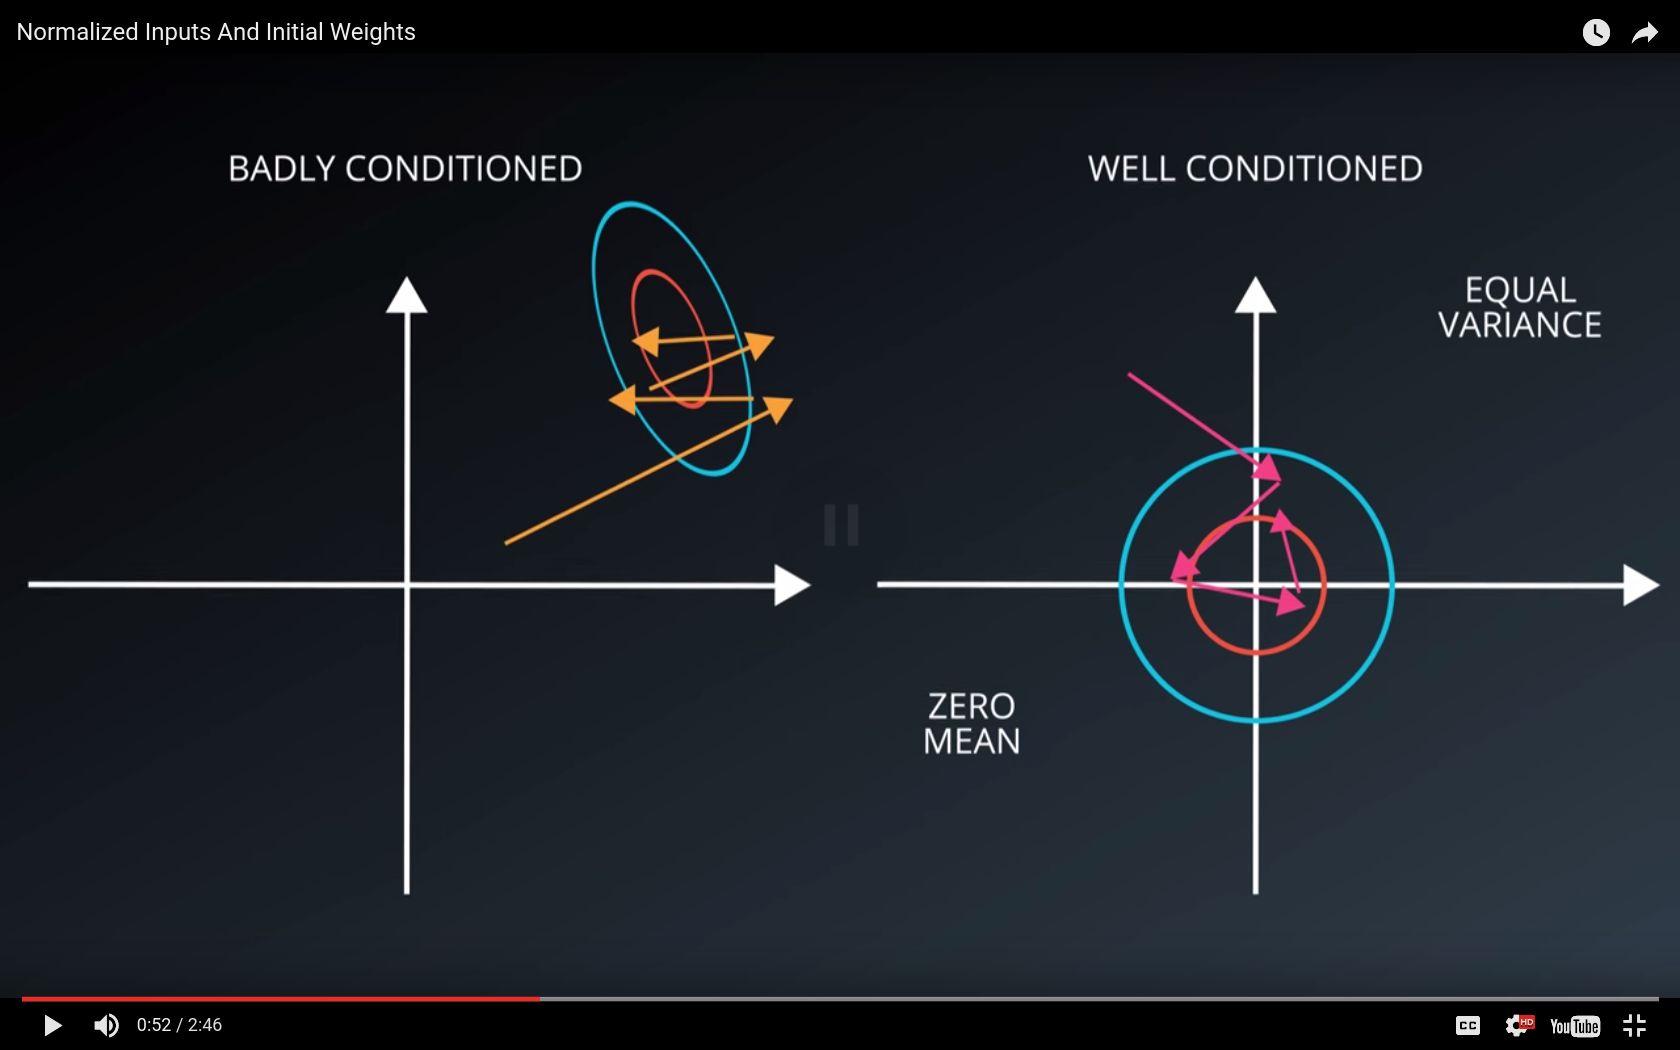 Normalized Inputs And Initial Weights
BADLY CONDITIONED
WELL CONDITIONED
EQUAL
VARIANCE
ZERO
MEAN
0:52 / 2:46
CC
HD
YouTube